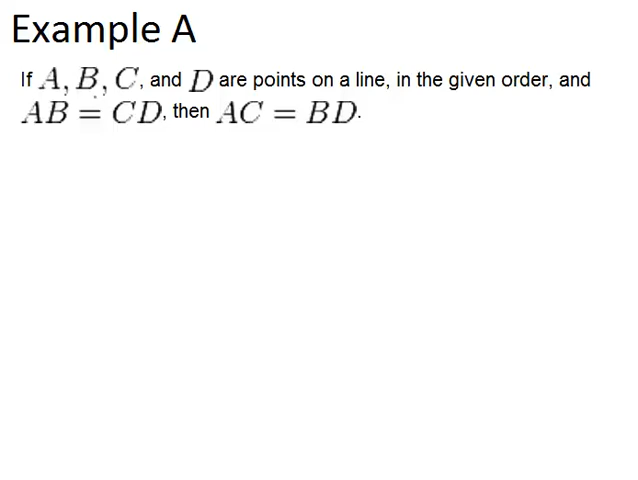 Example A
If A, B, C, and D are points on a line, in the given order, and
AB = CD, then AC = BD.